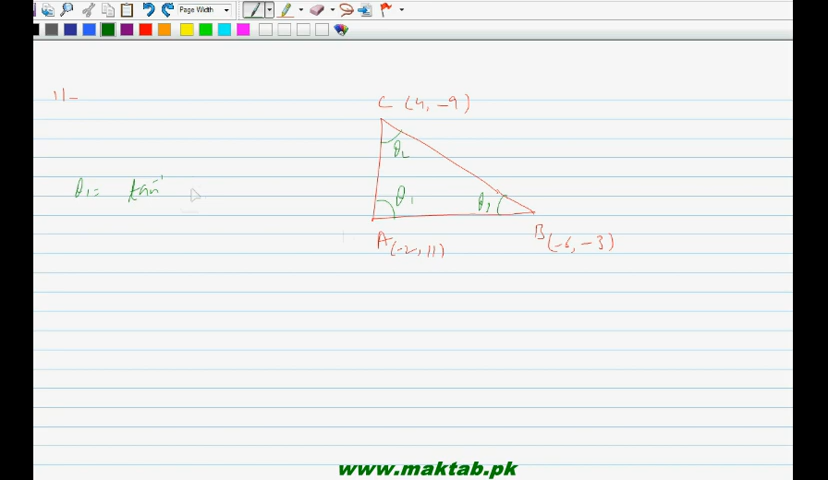 Page Width
11-
C (4, -9)
θ2
θ1 = tan-1
θ1
θ3
A(-2, 11)
B(-6, -3)
www.maktab.pk